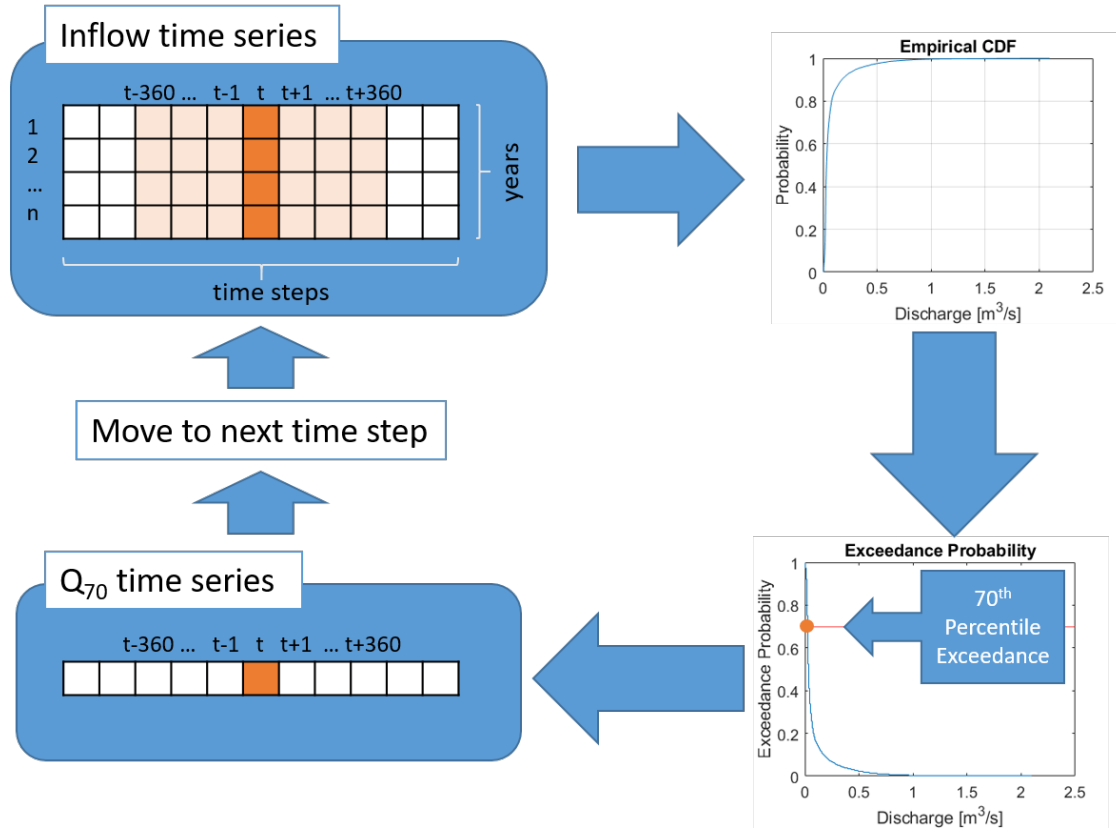 Inflow time series
t-360 ... t-1 t t+1 ... t+360
1
2
...
n
years
time steps
Empirical CDF
1
0.8
0.6
0.4
0.2
0
Probability
0 0.5 1 1.5 2 2.5
Discharge [m³/s]
Move to next time step
Exceedance Probability
1
0.8
0.6
0.4
0.2
0
Exceedance Probability
70th
Percentile
Exceedance
0 0.5 1 1.5 2 2.5
Discharge [m³/s]
Q₇₀ time series
t-360 ... t-1 t t+1 ... t+360